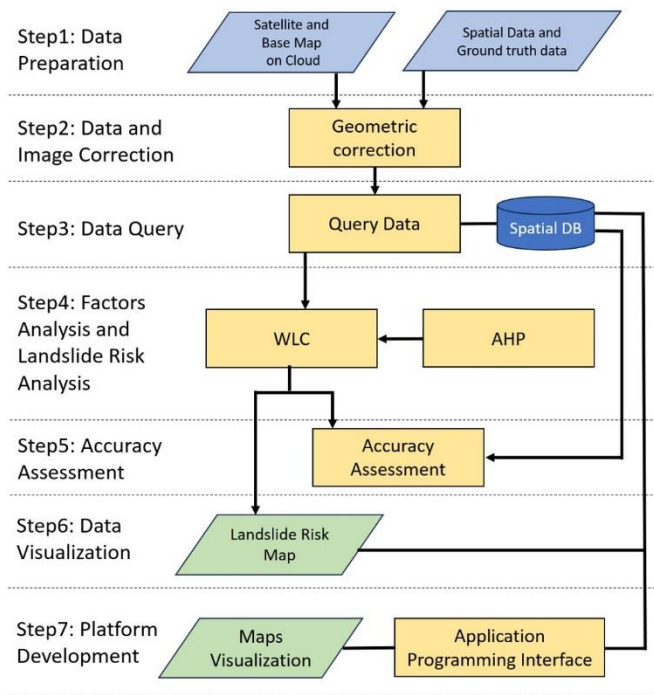 Step1: Data
Preparation
Satellite and
Base Map
on Cloud
Spatial Data and
Ground truth data
Step2: Data and
Image Correction
Geometric
correction
Step3: Data Query
Query Data
Spatial DB
Step4: Factors
Analysis and
Landslide Risk
Analysis
WLC
AHP
Step5: Accuracy
Assessment
Accuracy
Assessment
Step6: Data
Visualization
Landslide Risk
Map
Step7: Platform
Development
Maps
Visualization
Application
Programming Interface